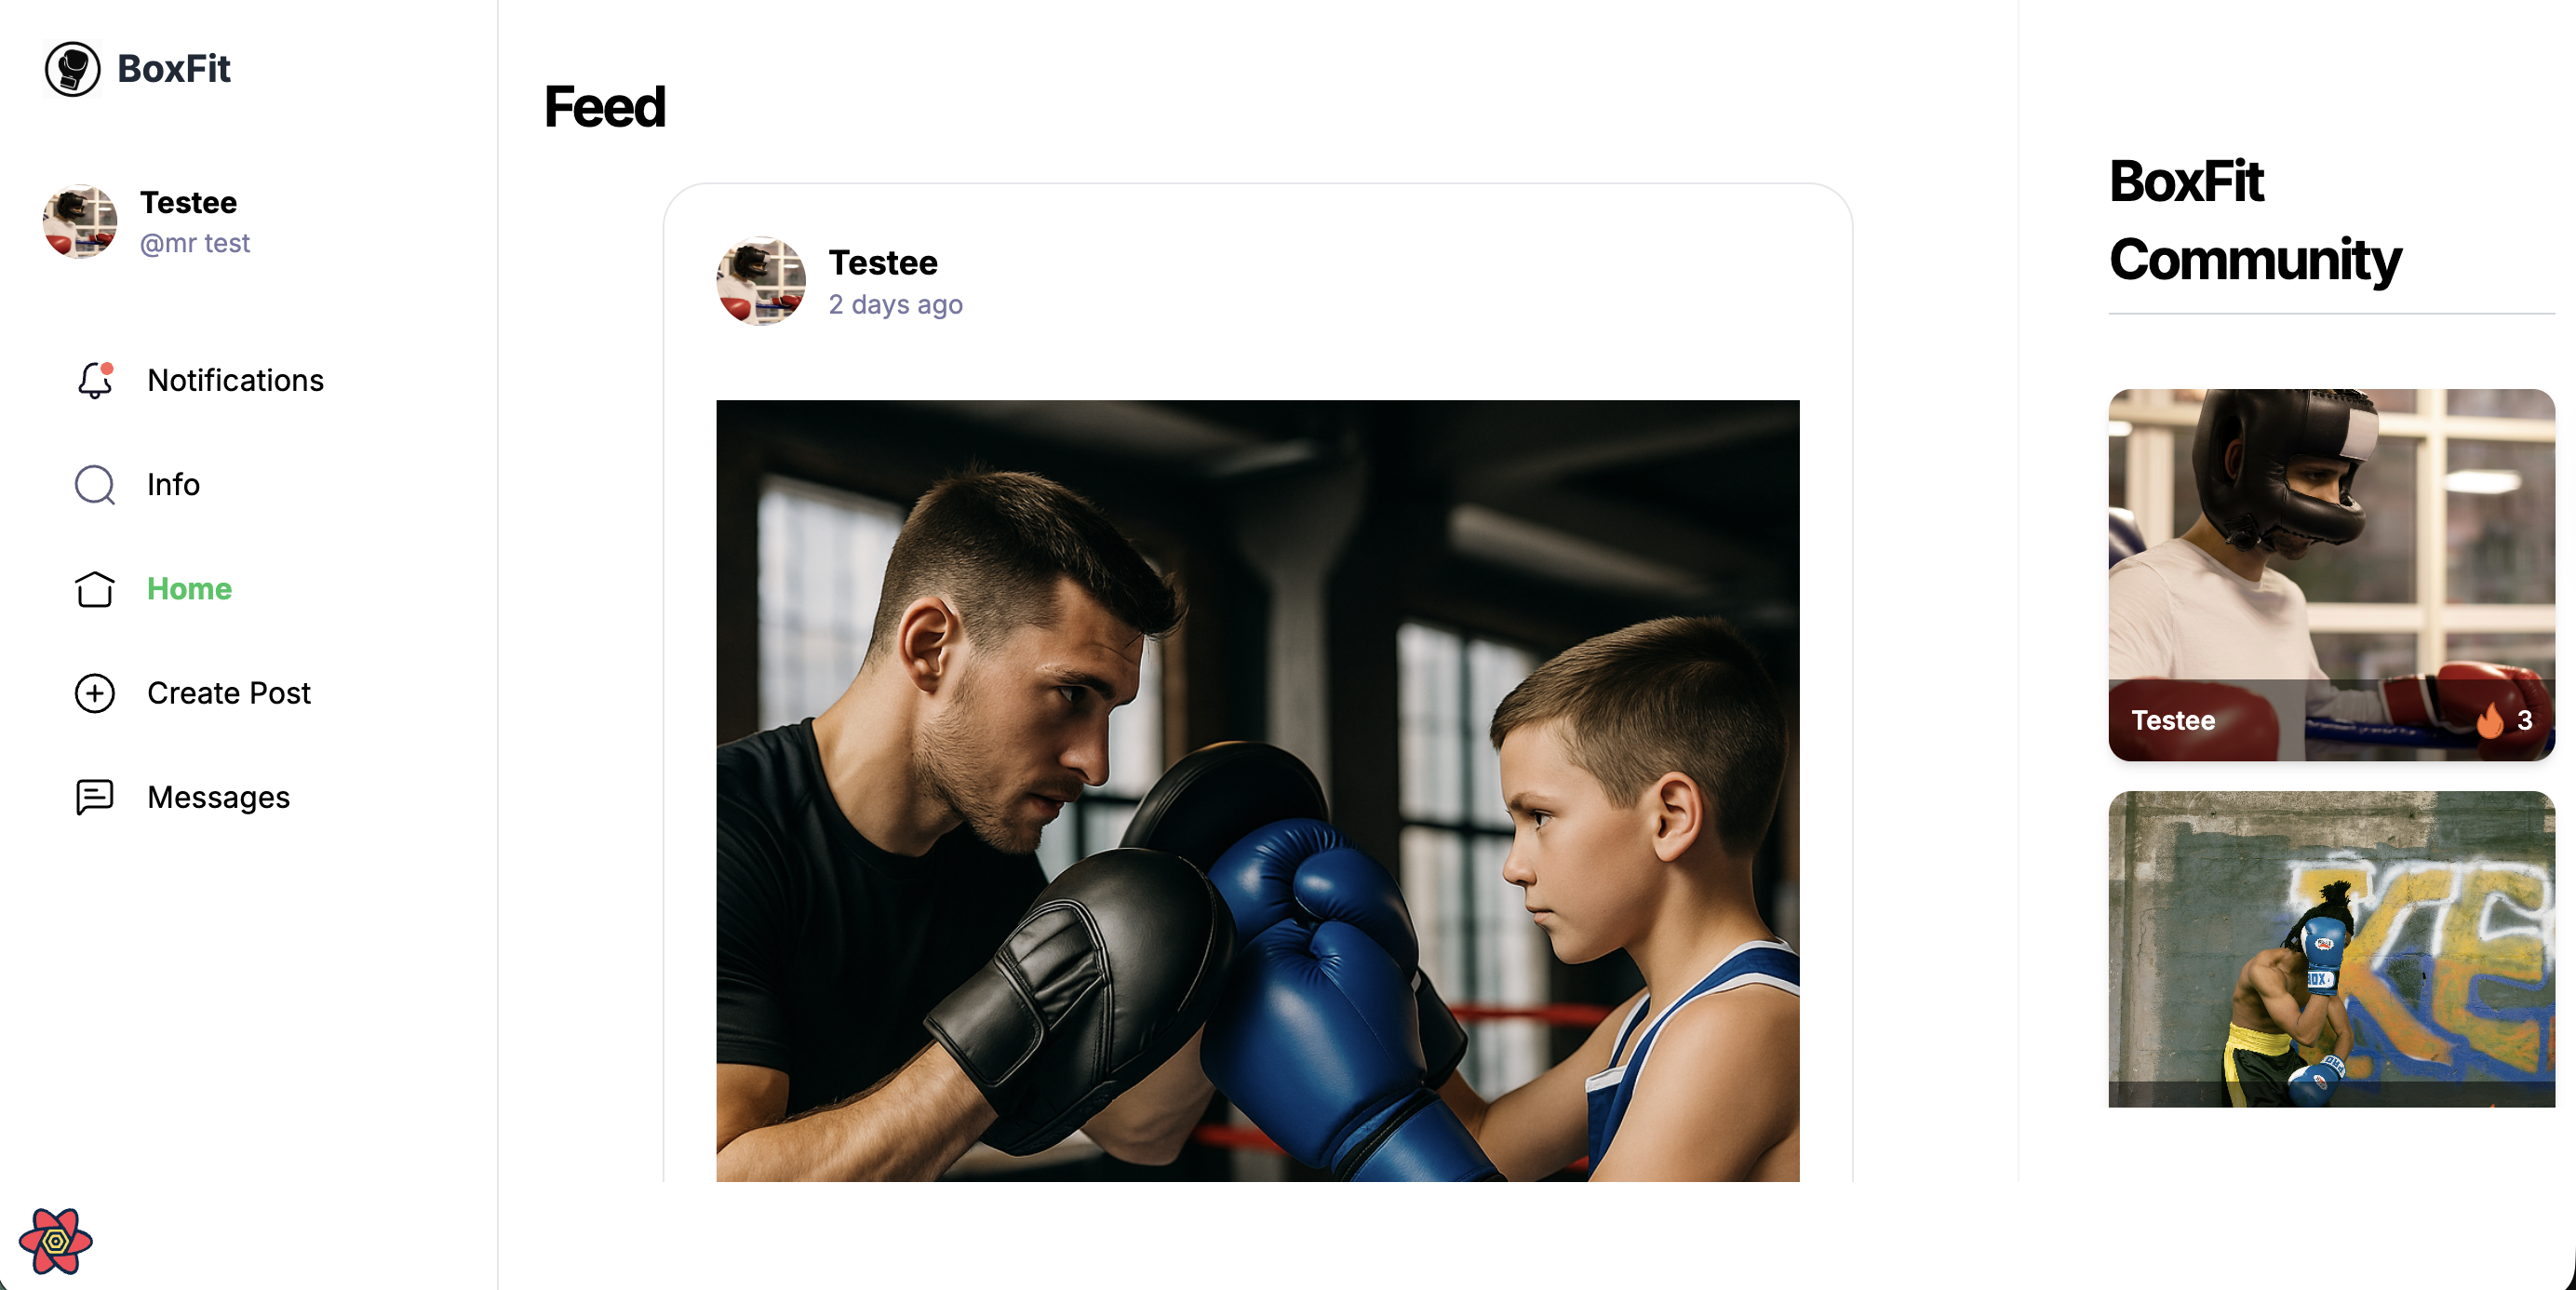 BoxFit
Testee
@mr test
Notifications
Info
Home
Create Post
Messages
Feed
Testee
2 days ago
BoxFit
Community
Testee
3